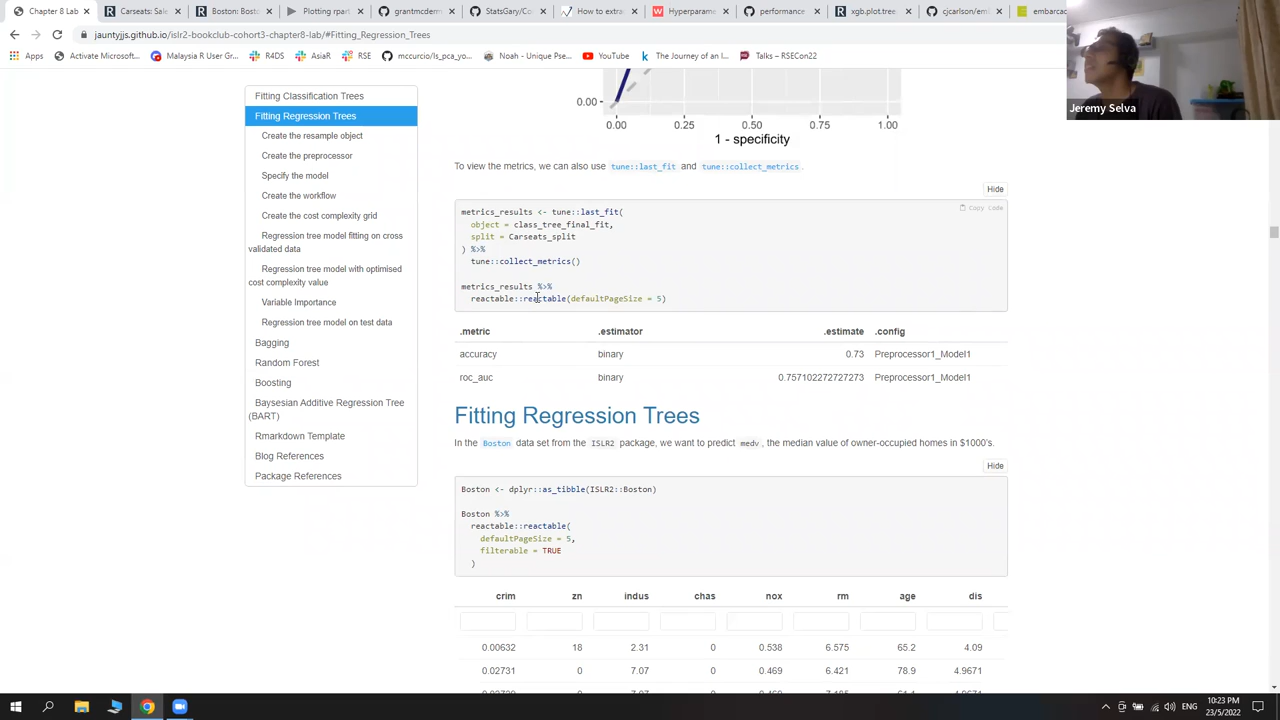 Chapter 8 Lab
Carseats: Sale
Boston: Bosto
Plotting rpart
grantmcderm
StatsGary/Co
How to extrac
Hyperparame
performance
xgb.plot.tree:
cjcarlson/emb
embarcad
jauntyjjs.github.io/islr2-bookclub-cohort3-chapter8-lab/#Fitting_Regression_Trees
Apps
Activate Microsoft...
Malaysia R User Gr...
R4DS
AsiaR
RSE
mccurcio/Is_pca_yo...
Noah - Unique Pse...
YouTube
The Journey of an I...
Talks – RSECon22
Jeremy Selva
Fitting Classification Trees
Fitting Regression Trees
Create the resample object
Create the preprocessor
Specify the model
Create the workflow
Create the cost complexity grid
Regression tree model fitting on cross
validated data
Regression tree model with optimised
cost complexity value
Variable Importance
Regression tree model on test data
Bagging
Random Forest
Boosting
Baysesian Additive Regression Tree
(BART)
Rmarkdown Template
Blog References
Package References
0.00
0.00 0.25 0.50 0.75 1.00
1 - specificity
To view the metrics, we can also use tune::last_fit and tune::collect_metrics .
Hide
Copy Code
metrics_results <- tune::last_fit(
object = class_tree_final_fit,
split = Carseats_split
) %>%
tune::collect_metrics()
metrics_results %>%
reactable::reactable(defaultPageSize = 5)
.metric .estimator .estimate .config
accuracy binary 0.73 Preprocessor1_Model1
roc_auc binary 0.757102272727273 Preprocessor1_Model1
Fitting Regression Trees
In the Boston data set from the ISLR2 package, we want to predict medv , the median value of owner-occupied homes in $1000's.
Hide
Boston <- dplyr::as_tibble(ISLR2::Boston)
Boston %>%
reactable::reactable(
defaultPageSize = 5,
filterable = TRUE
)
crim zn indus chas nox rm age dis
0.00632 18 2.31 0 0.538 6.575 65.2 4.09
0.02731 0 7.07 0 0.469 6.421 78.9 4.9671
10:23 PM
23/5/2022